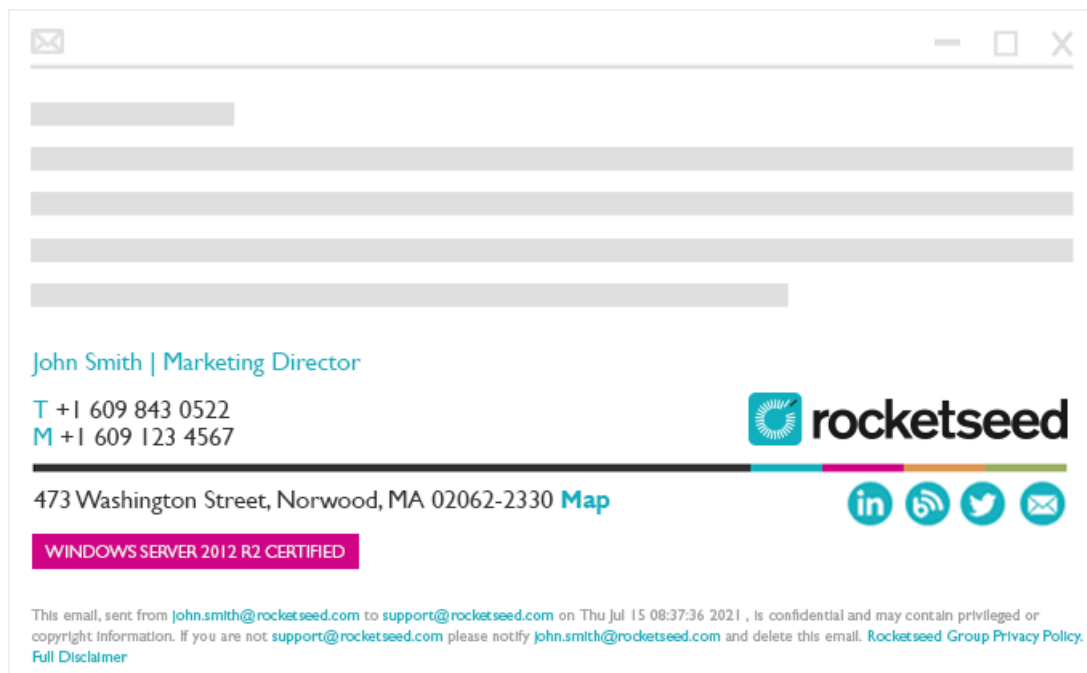 John Smith | Marketing Director
T +1 609 843 0522
M +1 609 123 4567
rocketseed
473 Washington Street, Norwood, MA 02062-2330 Map
in
WINDOWS SERVER 2012 R2 CERTIFIED
This email, sent from john.smith@rocketseed.com to support@rocketseed.com on Thu Jul 15 08:37:36 2021 , is confidential and may contain privileged or
copyright information. If you are not support@rocketseed.com please notify john.smith@rocketseed.com and delete this email. Rocketseed Group Privacy Policy.
Full Disclaimer